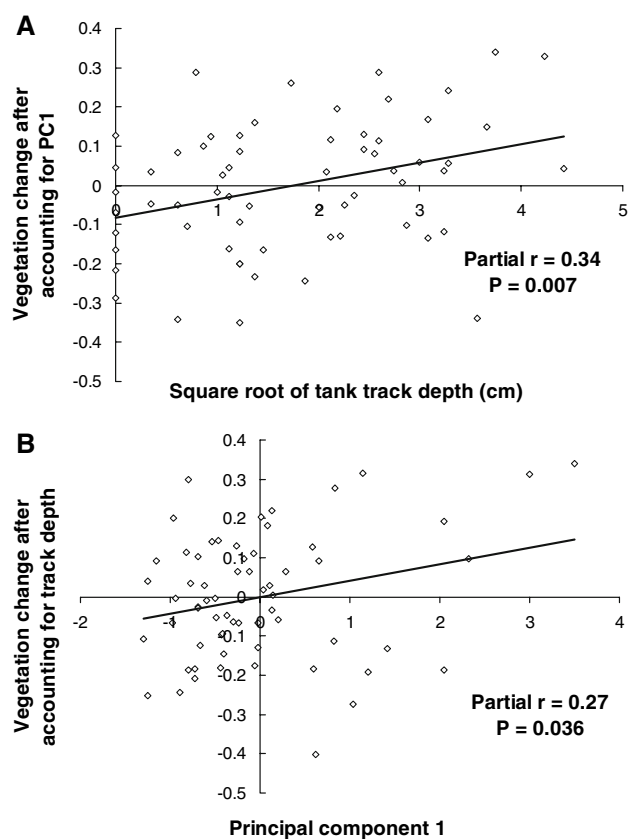 A
Vegetation change after
accounting for PC1
0.4
0.3
0.2
0.1
0
-0.1
-0.2
-0.3
-0.4
-0.5
0 1 2 3 4 5
Partial r = 0.34
P = 0.007
Square root of tank track depth (cm)
B
Vegetation change after
accounting for track depth
0.4
0.3
0.2
0.1
0
-0.1
-0.2
-0.3
-0.4
-0.5
-2 -1 0 1 2 3 4
Partial r = 0.27
P = 0.036
Principal component 1